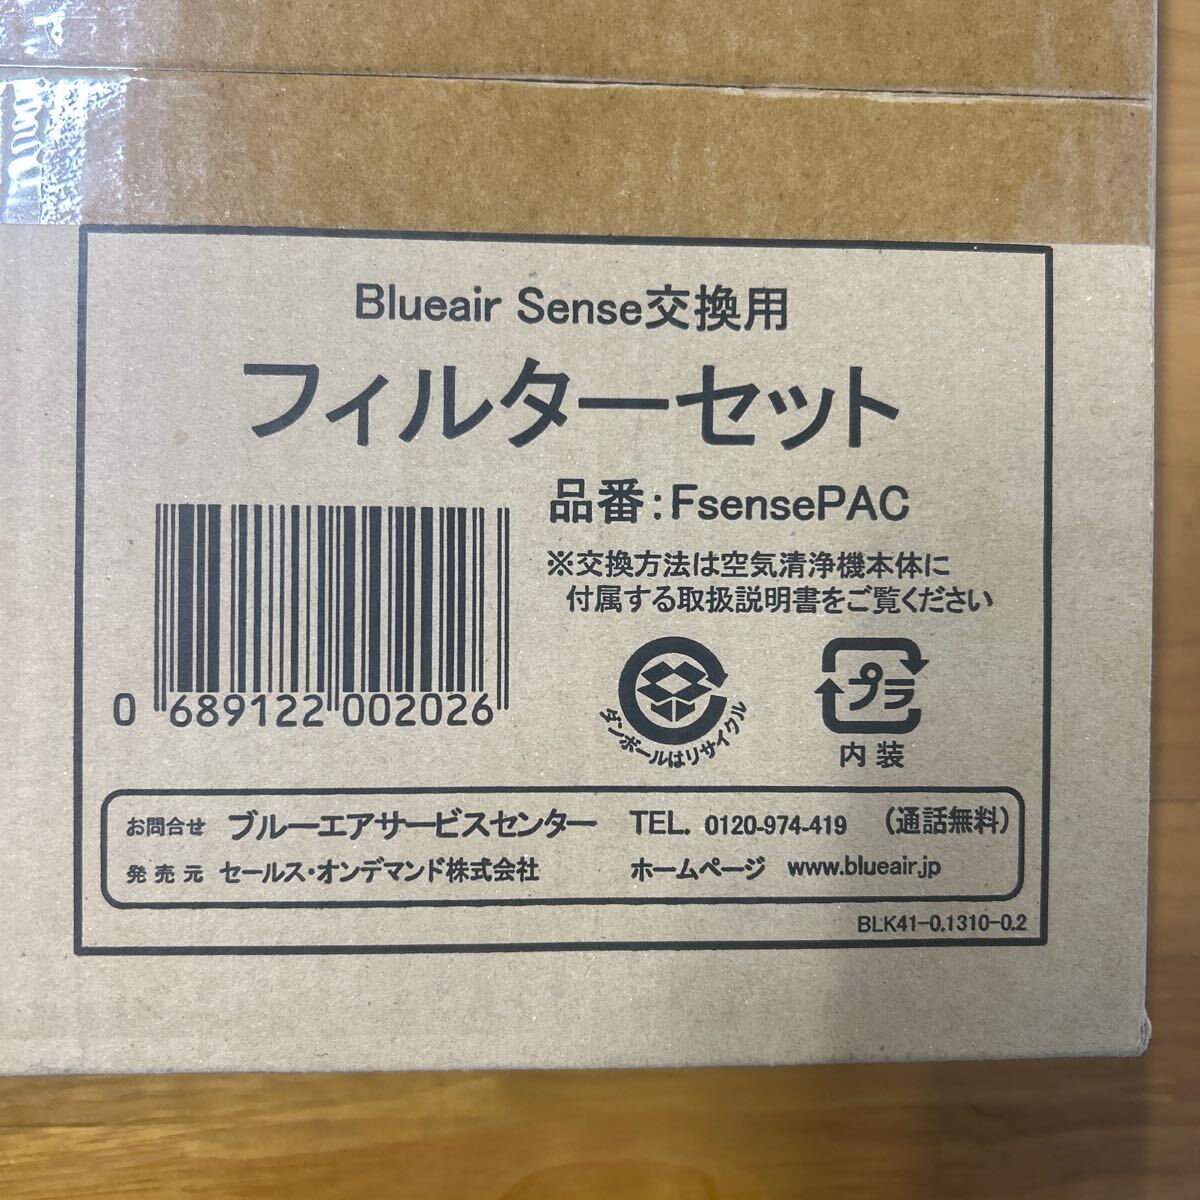 Blueair Sense交換用
フィルターセット
品番：FsensePAC
※交換方法は空気清浄機本体に
付属する取扱説明書をご覧ください
0 689122 002026
ダンボールはリサイクル
プラ
内装
お問合せ ブルーエアサービスセンター TEL. 0120-974-419 （通話無料）
発売元 セールス・オンデマンド株式会社 ホームページ www.blueair.jp
BLK41-0.1310-0.2